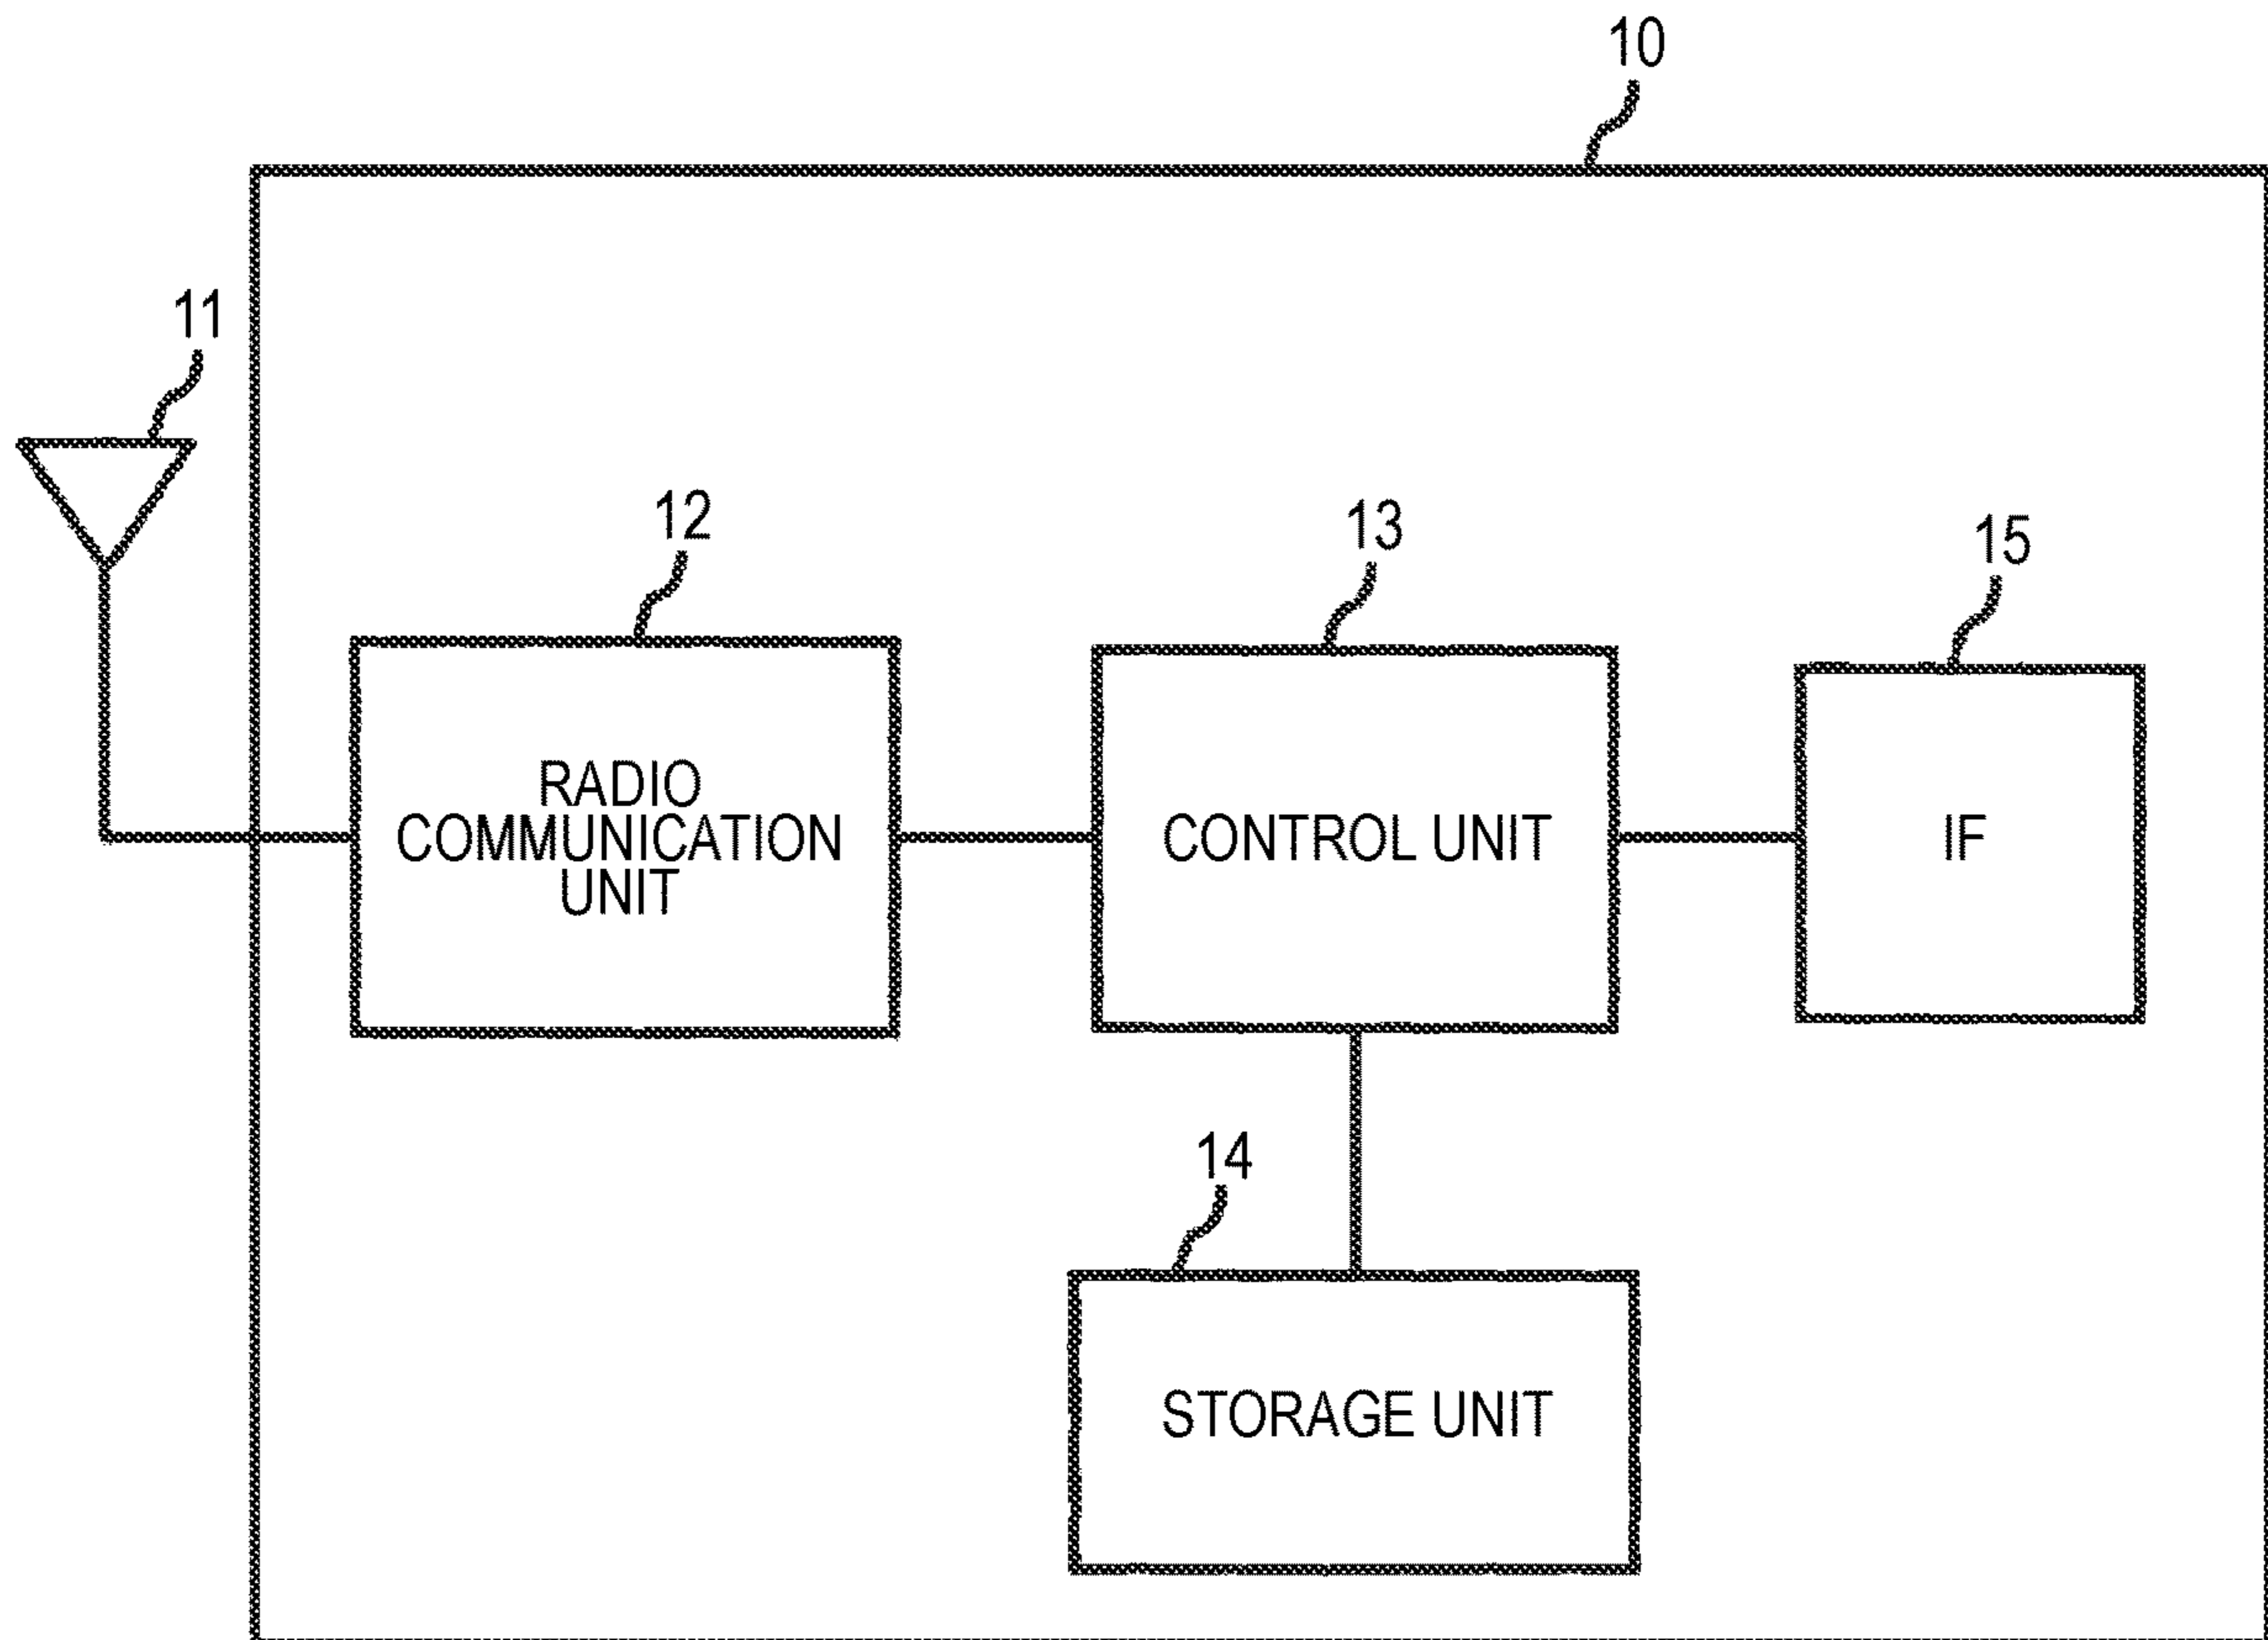 10
11
12
13
15
RADIO
COMMUNICATION
UNIT
CONTROL UNIT
IF
14
STORAGE UNIT